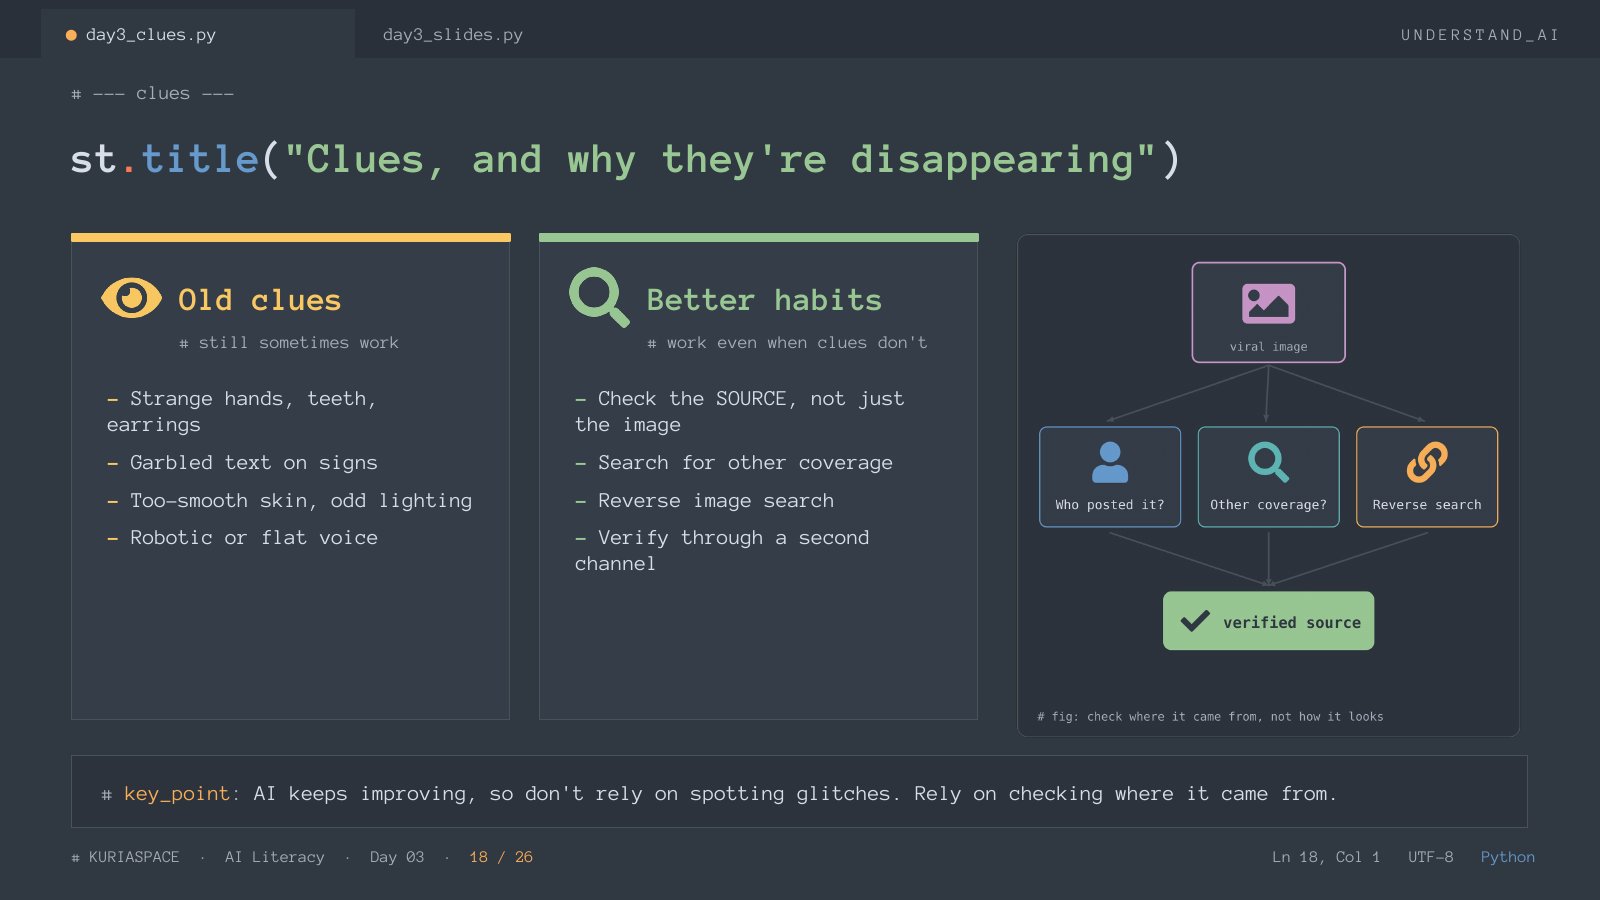 day3_clues.py
day3_slides.py
UNDERSTAND_AI
# --- clues ---
st.title("Clues, and why they're disappearing")
Old clues
# still sometimes work
- Strange hands, teeth,
earrings
- Garbled text on signs
- Too-smooth skin, odd lighting
- Robotic or flat voice
Better habits
# work even when clues don't
- Check the SOURCE, not just
the image
- Search for other coverage
- Reverse image search
- Verify through a second
channel
viral image
Who posted it?
Other coverage?
Reverse search
verified source
# fig: check where it came from, not how it looks
# key_point: AI keeps improving, so don't rely on spotting glitches. Rely on checking where it came from.
# KURIASPACE · AI Literacy · Day 03 · 18 / 26
Ln 18, Col 1 UTF-8 Python